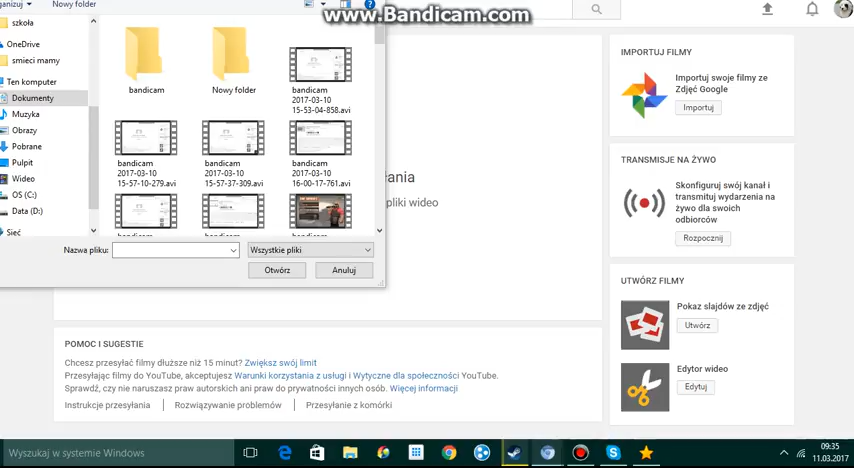 www.Bandicam.com
ganizuj
Nowy folder
szkoła
OneDrive
smieci mamy
Ten komputer
Dokumenty
Muzyka
Obrazy
Pobrane
Pulpit
Wideo
OS (C:)
Data (D:)
Sieć
bandicam
Nowy folder
bandicam
2017-03-10
15-53-04-858.avi
bandicam
2017-03-10
15-57-10-279.avi
bandicam
2017-03-10
15-57-37-309.avi
bandicam
2017-03-10
16-00-17-761.avi
Nazwa pliku:
Wszystkie pliki
Otwórz
Anuluj
ania
pliki wideo
IMPORTUJ FILMY
Importuj swoje filmy ze
Zdjęć Google
Importuj
TRANSMISJE NA ŻYWO
Skonfiguruj swój kanał i
transmituj wydarzenia na
żywo dla swoich
odbiorców
Rozpocznij
UTWÓRZ FILMY
Pokaz slajdów ze zdjęć
Utwórz
Edytor wideo
Edytuj
POMOC I SUGESTIE
Chcesz przesyłać filmy dłuższe niż 15 minut? Zwiększ swój limit
Przesyłając filmy do YouTube, akceptujesz Warunki korzystania z usługi i Wytyczne dla społeczności YouTube.
Sprawdź, czy nie naruszasz praw autorskich ani praw do prywatności innych osób. Więcej informacji
Instrukcje przesyłania
Rozwiązywanie problemów
Przesyłanie z komórki
Wyszukaj w systemie Windows
09:35
11.03.2017